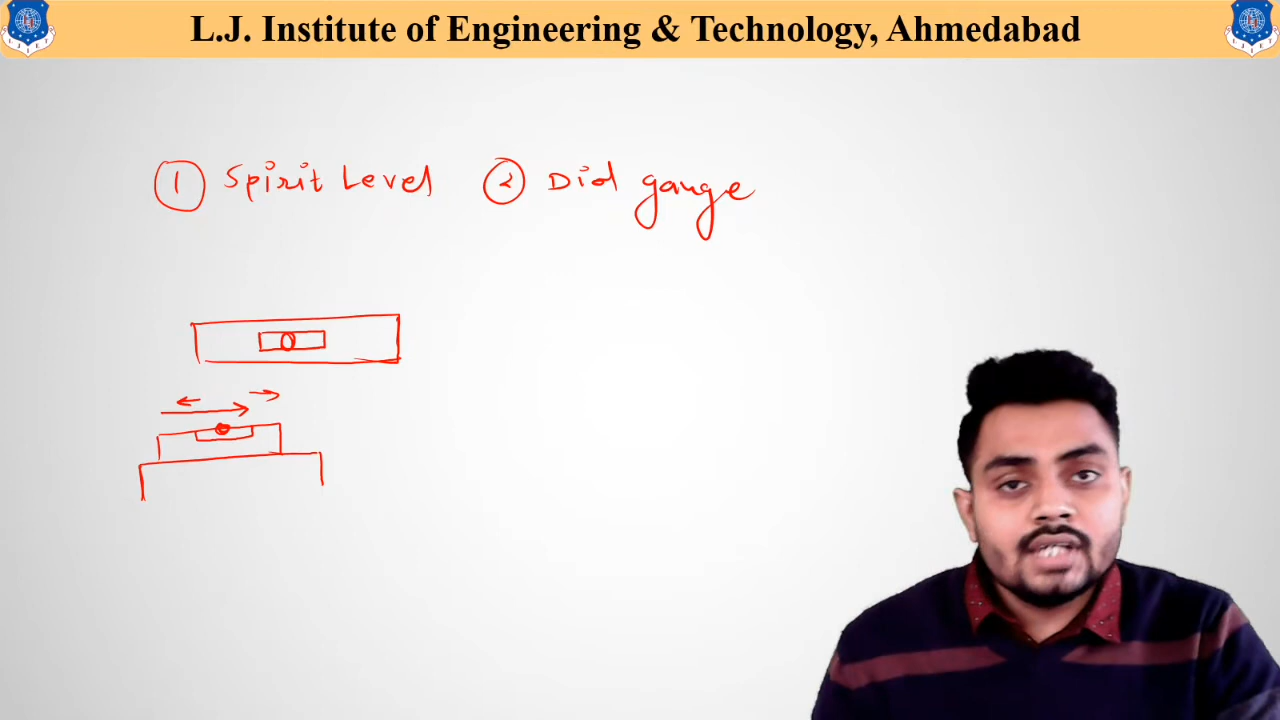 L.J. Institute of Engineering & Technology, Ahmedabad
① Spirit Level ② Dial gauge